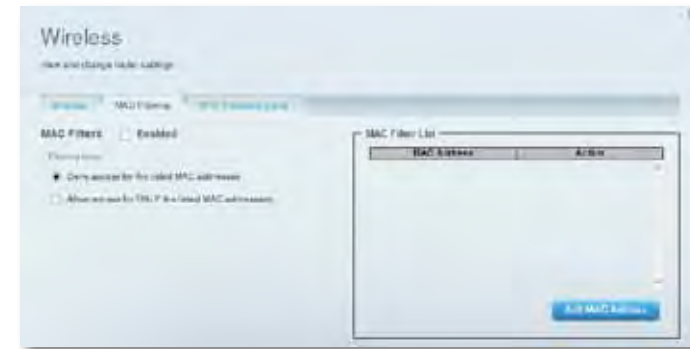 Wireless
View and change router settings
Wireless MAC Filtering
MAC Filters Enabled
Deny access for the listed MAC addresses
Allow access for ONLY the listed MAC addresses
MAC Filter List
MAC Address Action
Add MAC Address